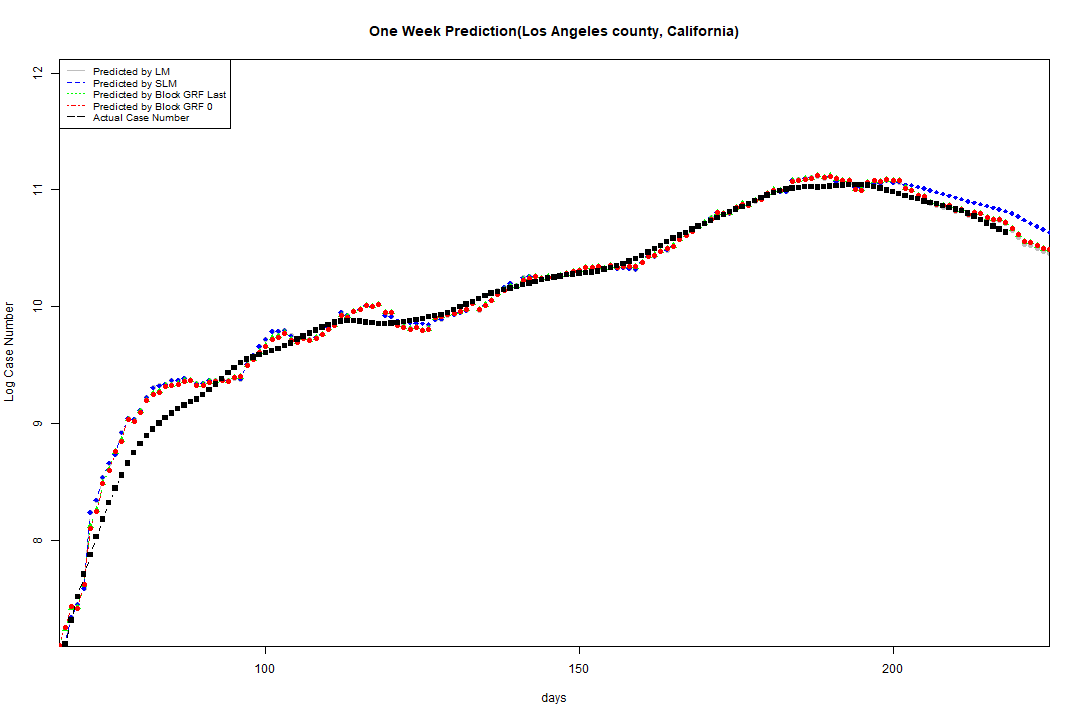 One Week Prediction(Los Angeles county, California)
Predicted by LM
Predicted by SLM
Predicted by Block GRF Last
Predicted by Block GRF 0
Actual Case Number
12
11
10
9
8
Log Case Number
100 150 200
days